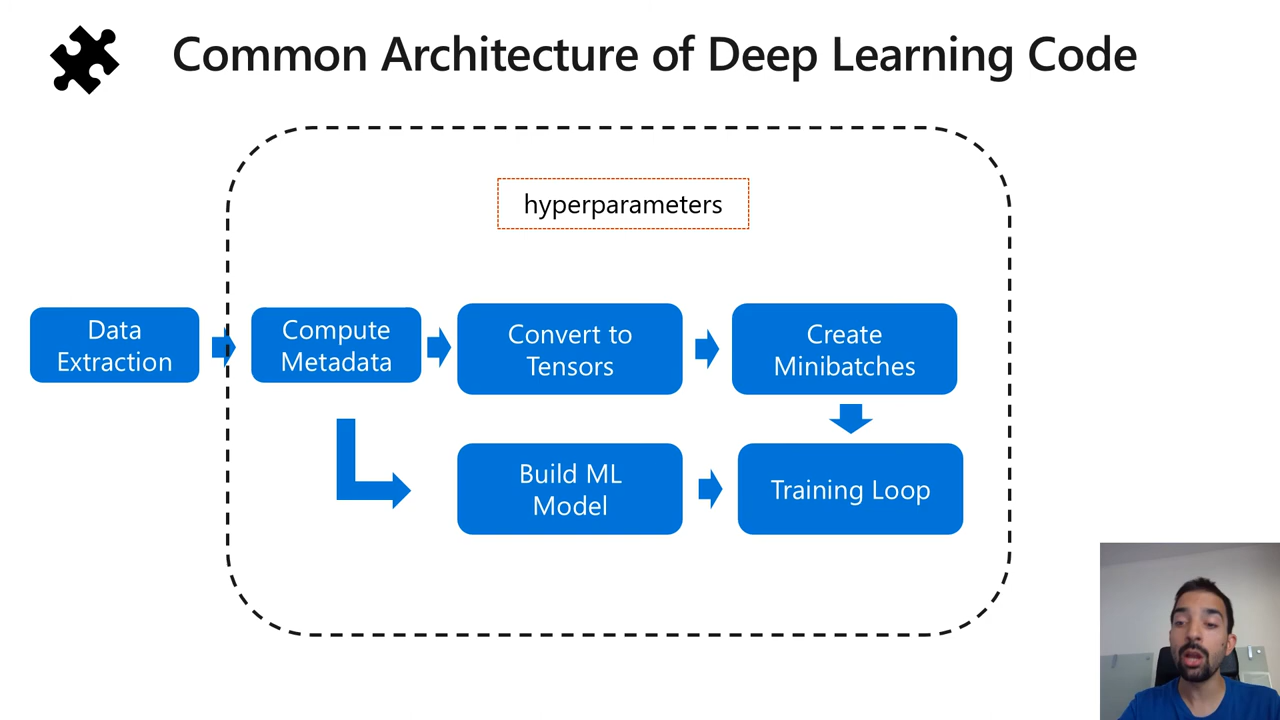 Common Architecture of Deep Learning Code
hyperparameters
Data
Extraction
Compute
Metadata
Convert to
Tensors
Create
Minibatches
Build ML
Model
Training Loop